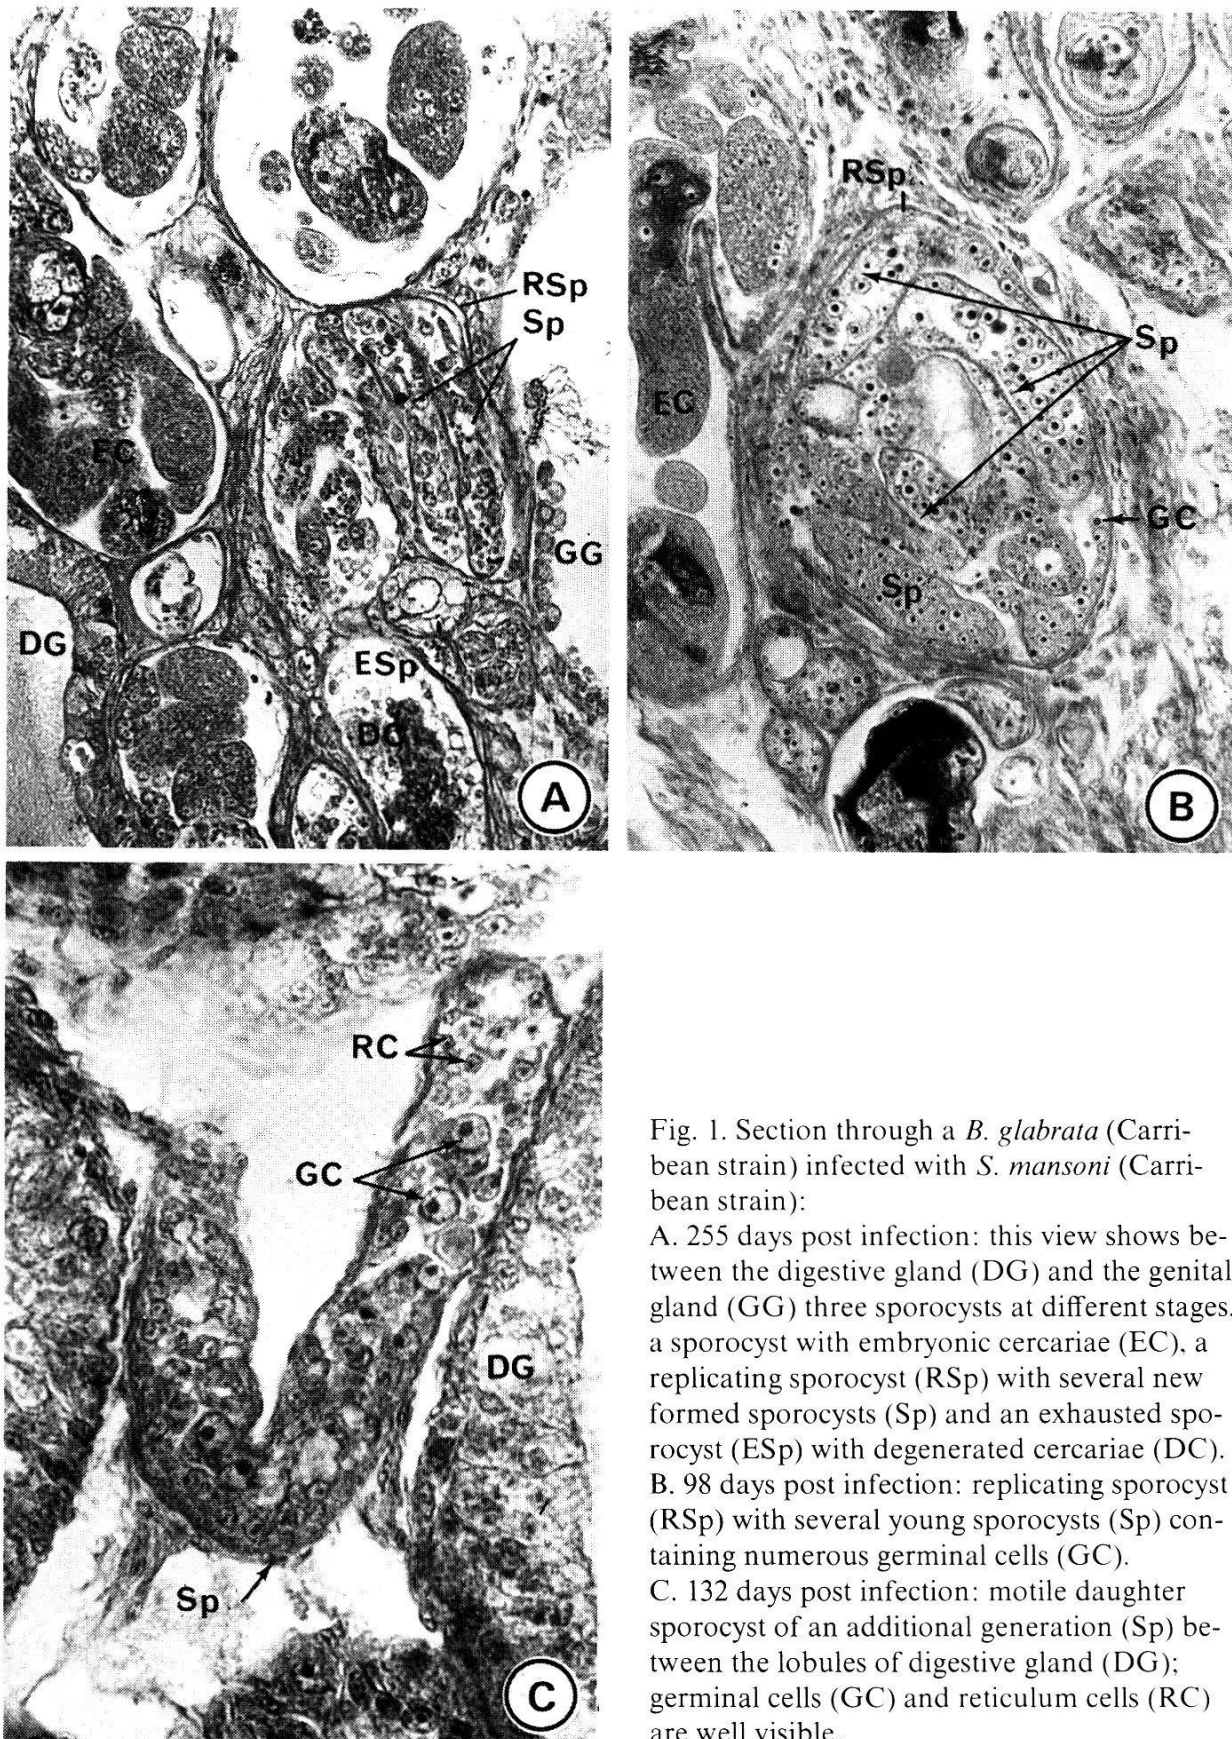 RSp
Sp
EC
GG
DG
ESp
DC
A
RSp
Sp
EC
GC
Sp
B
RC
GC
DG
Sp
C
Fig. 1. Section through a B. glabrata (Carri-
bean strain) infected with S. mansoni (Carri-
bean strain):
A. 255 days post infection: this view shows be-
tween the digestive gland (DG) and the genital
gland (GG) three sporocysts at different stages.
a sporocyst with embryonic cercariae (EC), a
replicating sporocyst (RSp) with several new
formed sporocysts (Sp) and an exhausted spo-
rocyst (ESp) with degenerated cercariae (DC).
B. 98 days post infection: replicating sporocyst
(RSp) with several young sporocysts (Sp) con-
taining numerous germinal cells (GC).
C. 132 days post infection: motile daughter
sporocyst of an additional generation (Sp) be-
tween the lobules of digestive gland (DG);
germinal cells (GC) and reticulum cells (RC)
are well visible.